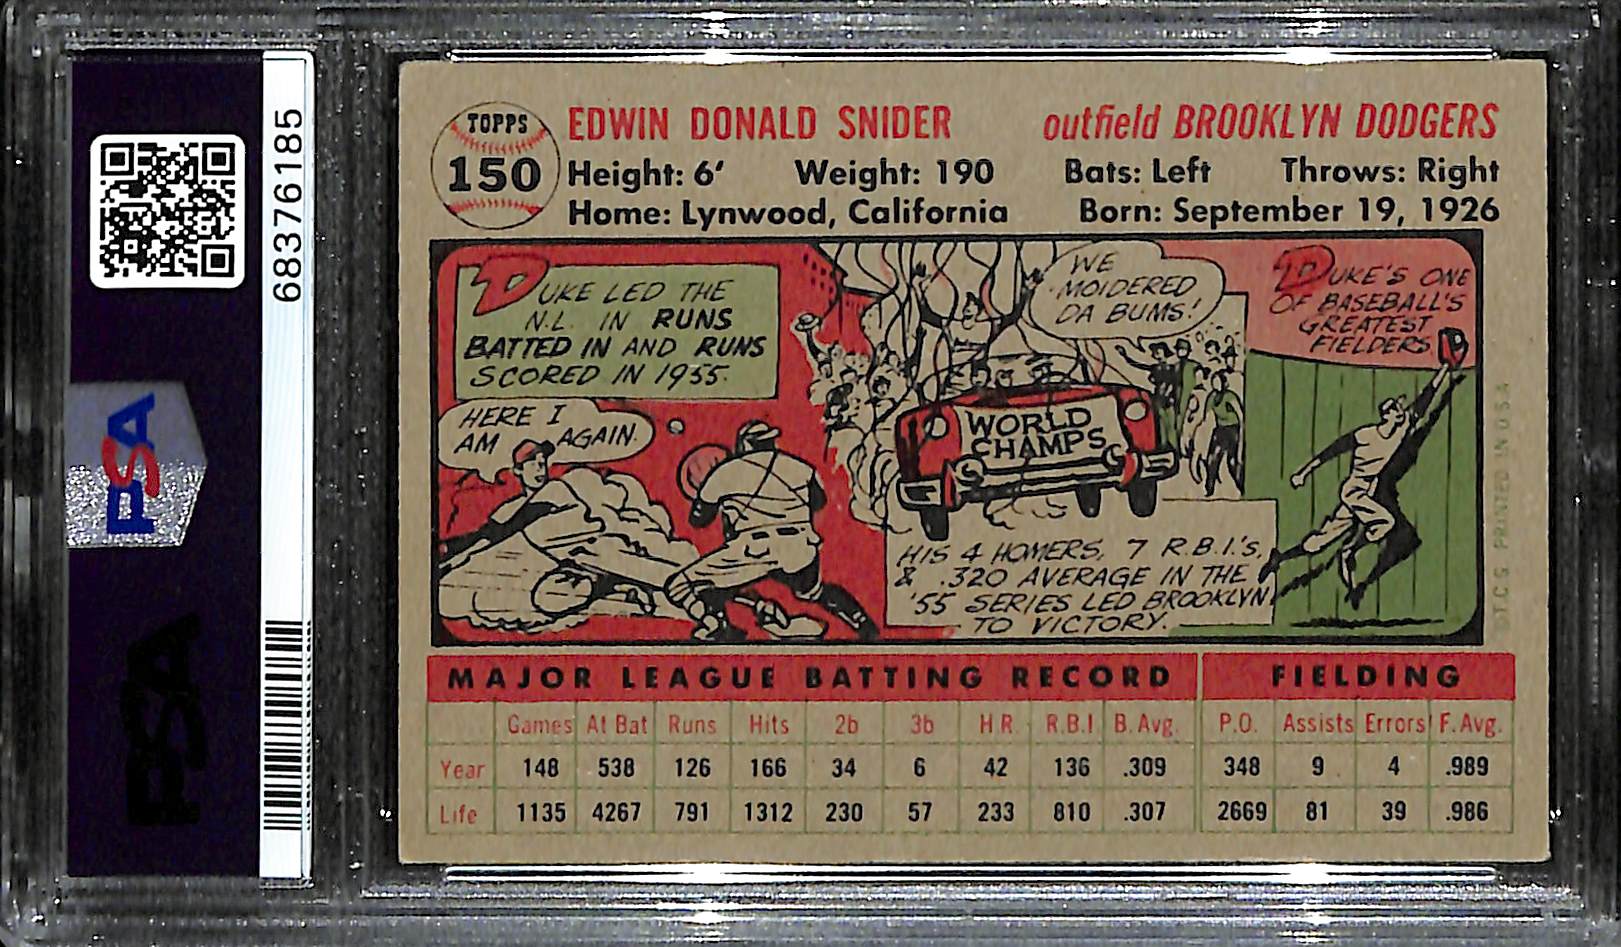 68376185
PSA
PSA
TOPPS
150
EDWIN DONALD SNIDER
outfield BROOKLYN DODGERS
Height: 6'
Weight: 190
Bats: Left
Throws: Right
Home: Lynwood, California
Born: September 19, 1926
DUKE LED THE
N.L. IN RUNS
BATTED IN AND RUNS
SCORED IN 1955.
HERE I
AM AGAIN.
WE
MOIDERED
DA BUMS!
WORLD
CHAMPS
HIS 4 HOMERS, 7 R.B.I.'S,
& .320 AVERAGE IN THE
'55 SERIES LED BROOKLYN
TO VICTORY.
DUKE'S ONE
OF BASEBALL'S
GREATEST
FIELDERS
B
©T.C.G. PRINTED IN U.S.A.
MAJOR LEAGUE BATTING RECORD
FIELDING
Games At Bat Runs Hits 2b 3b H.R. R.B.I B. Avg. P.O. Assists Errors F. Avg.
Year 148 538 126 166 34 6 42 136 .309 348 9 4 .989
Life 1135 4267 791 1312 230 57 233 810 .307 2669 81 39 .986